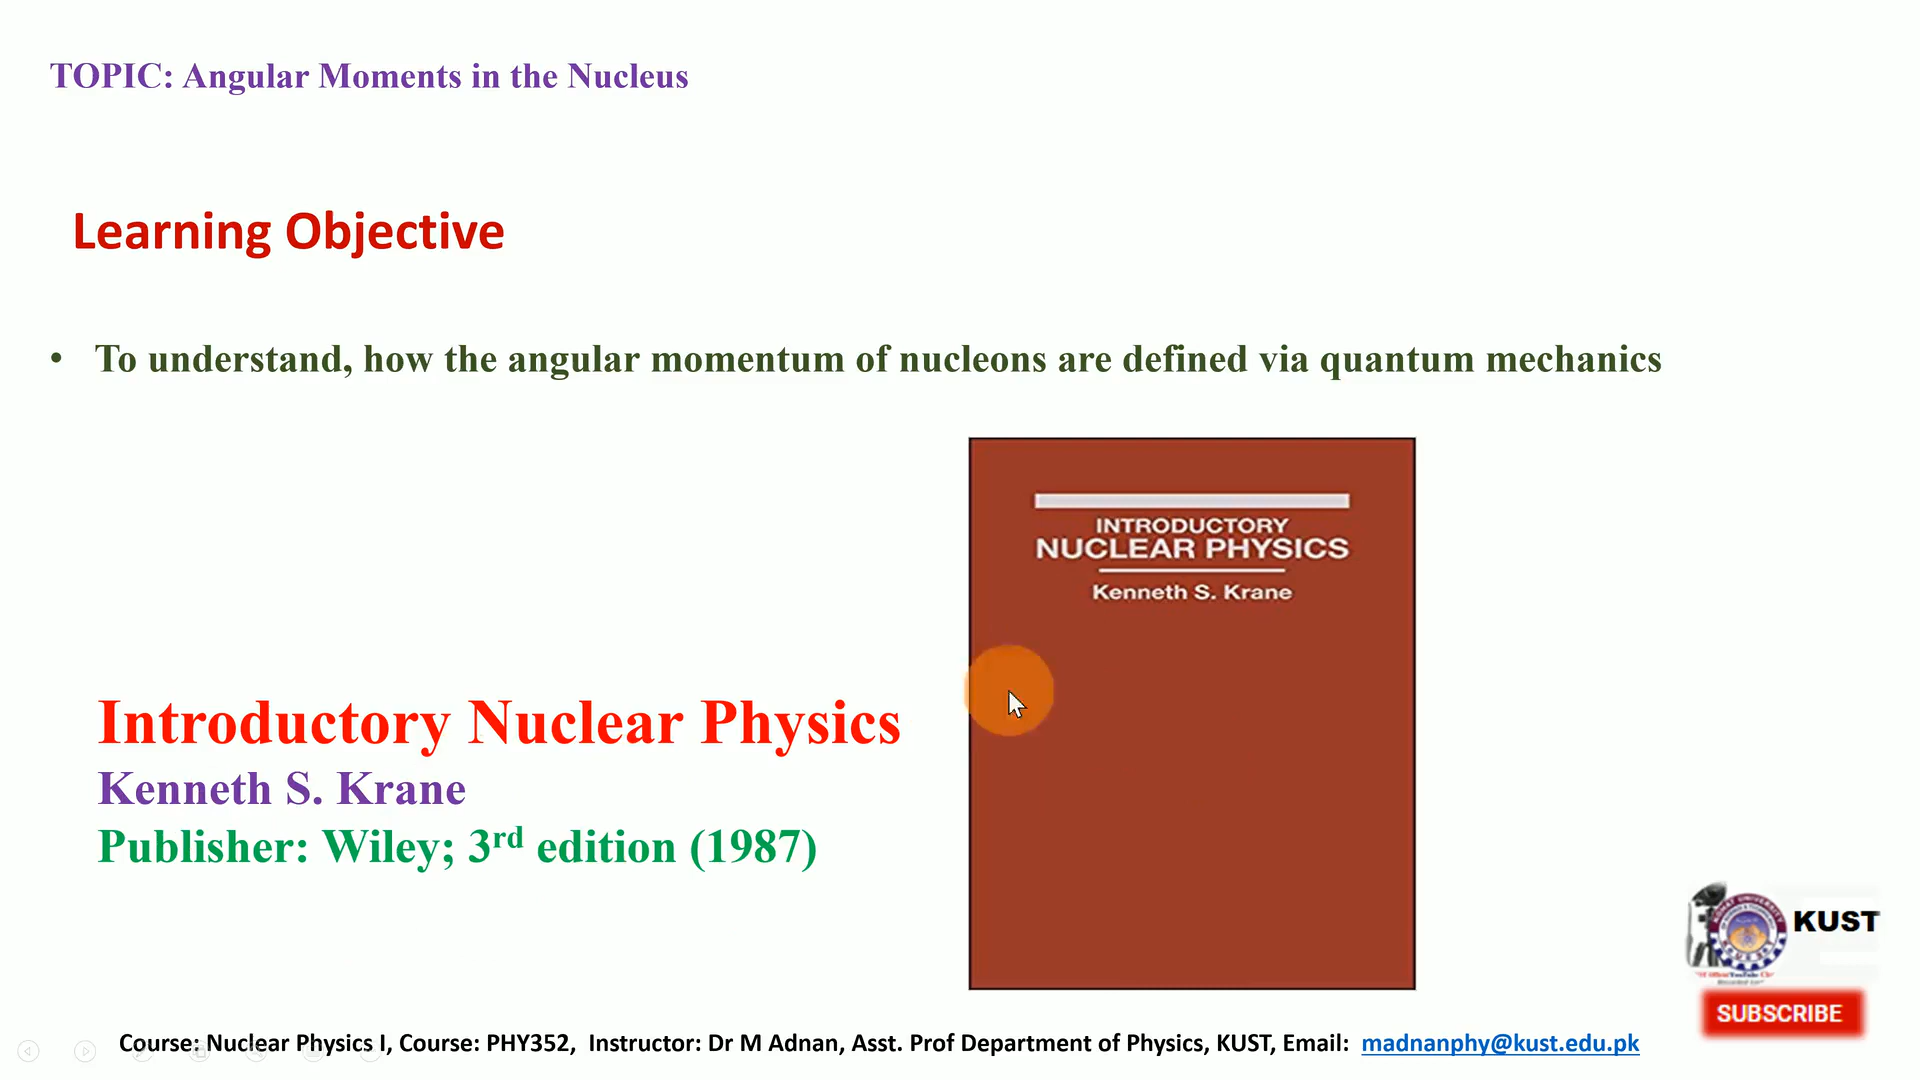 TOPIC: Angular Moments in the Nucleus
Learning Objective
• To understand, how the angular momentum of nucleons are defined via quantum mechanics
INTRODUCTORY
NUCLEAR PHYSICS
Kenneth S. Krane
Introductory Nuclear Physics
Kenneth S. Krane
Publisher: Wiley; 3rd edition (1987)
KUST
SUBSCRIBE
Course: Nuclear Physics I, Course: PHY352, Instructor: Dr M Adnan, Asst. Prof Department of Physics, KUST, Email: madnanphy@kust.edu.pk